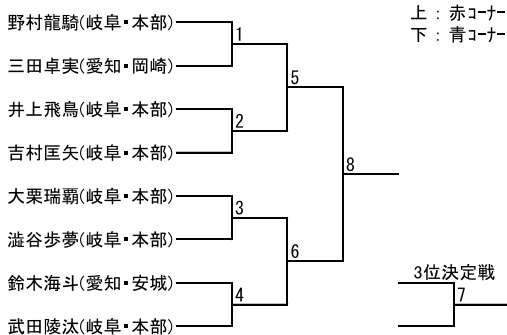 野村龍騎(岐阜・本部)
上：赤ｺｰﾅｰ
1
下：青ｺｰﾅｰ
三田卓実(愛知・岡崎)
5
井上飛鳥(岐阜・本部)
2
吉村匡矢(岐阜・本部)
8
大栗瑞覇(岐阜・本部)
3
澁谷歩夢(岐阜・本部)
6
3位決定戦
鈴木海斗(愛知・安城)
4
7
武田陵汰(岐阜・本部)